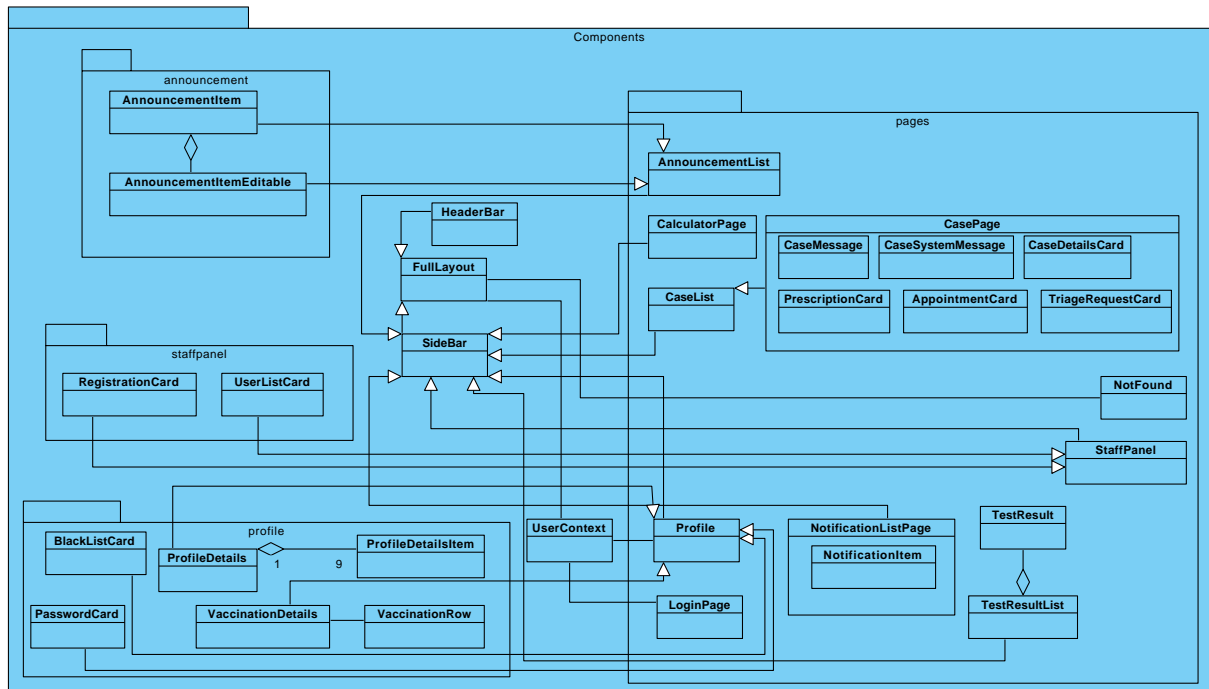 Components
announcement
AnnouncementItem
AnnouncementItemEditable
pages
AnnouncementList
HeaderBar
CalculatorPage
CasePage
CaseMessage
CaseSystemMessage
CaseDetailsCard
FullLayout
CaseList
PrescriptionCard
AppointmentCard
TriageRequestCard
SideBar
staffpanel
RegistrationCard
UserListCard
NotFound
StaffPanel
profile
BlackListCard
ProfileDetails
1
9
ProfileDetailsItem
UserContext
Profile
NotificationListPage
NotificationItem
TestResult
PasswordCard
VaccinationDetails
VaccinationRow
LoginPage
TestResultList